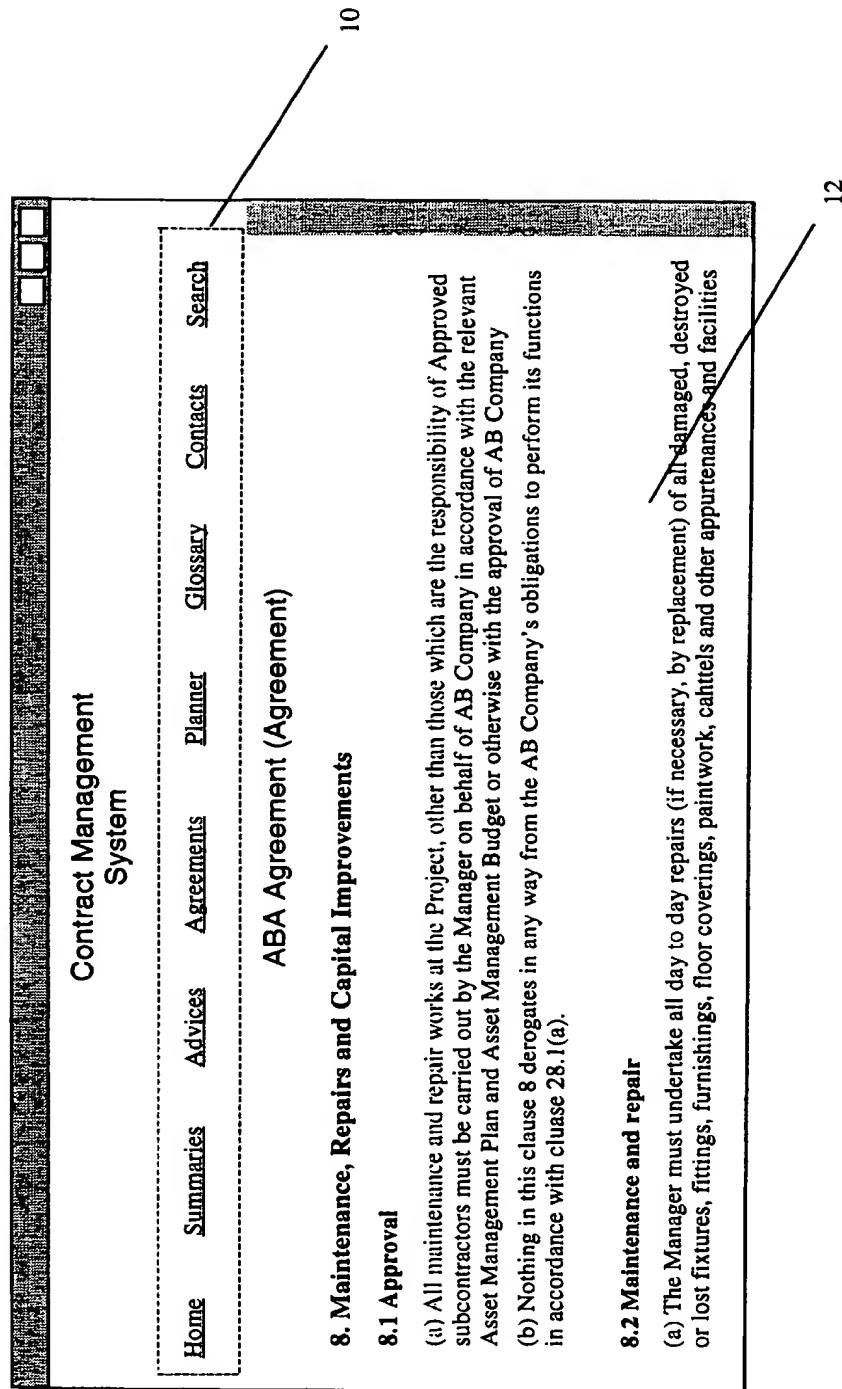 Contract Management
System
Home Summaries Advices Agreements Planner Glossary Contacts Search
10
ABA Agreement (Agreement)
8. Maintenance, Repairs and Capital Improvements
8.1 Approval
(a) All maintenance and repair works at the Project, other than those which are the responsibility of Approved
subcontractors must be carried out by the Manager on behalf of AB Company in accordance with the relevant
Asset Management Plan and Asset Management Budget or otherwise with the approval of AB Company
(b) Nothing in this clause 8 derogates in any way from the AB Company's obligations to perform its functions
in accordance with cluase 28.1(a).
8.2 Maintenance and repair
(a) The Manager must undertake all day to day repairs (if necessary, by replacement) of all damaged, destroyed
or lost fixtures, fittings, furnishings, floor coverings, paintwork, cahttels and other appurtenances and facilities
12